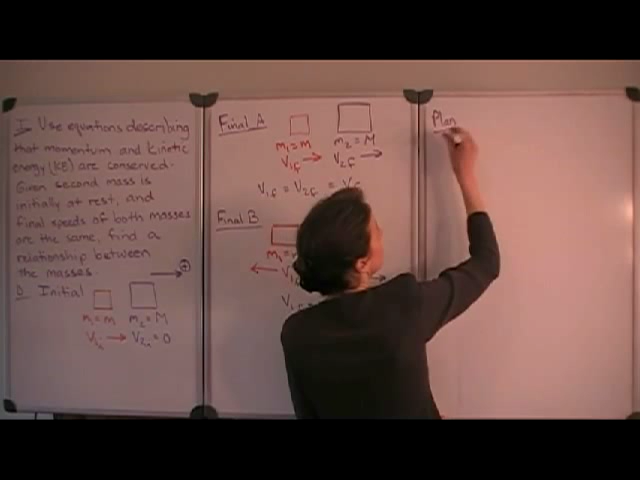 I Use equations describing
that momentum and kinetic
energy (KE) are conserved.
Given second mass is
initially at rest, and
final speeds of both masses
are the same, find a
relationship between
the masses.
+
D Initial
m₁ = m m₂ = M
V₁ᵢ → V₂ᵢ = 0
Final A
m₁ = m m₂ = M
V₁f → V₂f →
V₁f = V₂f =
Final B
Plan